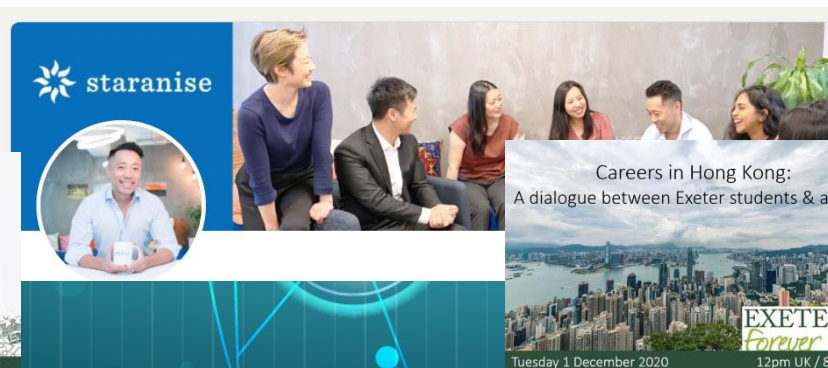 staranise
Careers in Hong Kong:
A dialogue between Exeter students & a
EXETE
forever
Tuesday 1 December 2020
12pm UK / 8